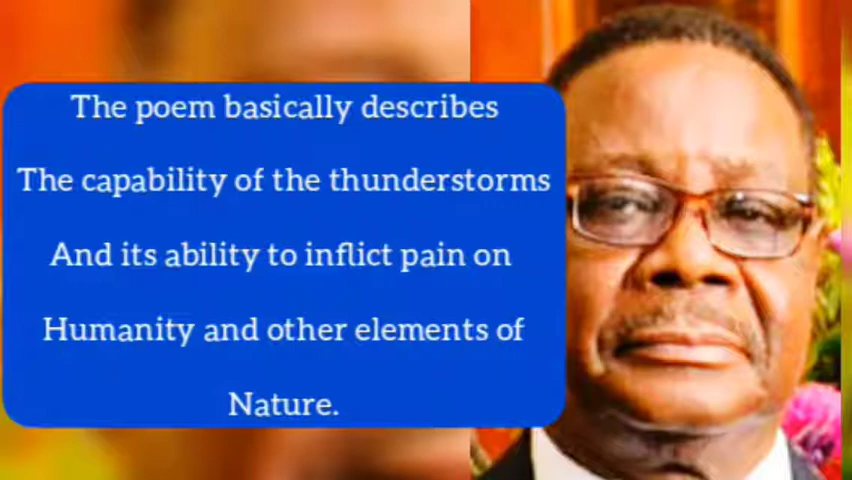 The poem basically describes
The capability of the thunderstorms
And its ability to inflict pain on
Humanity and other elements of
Nature.